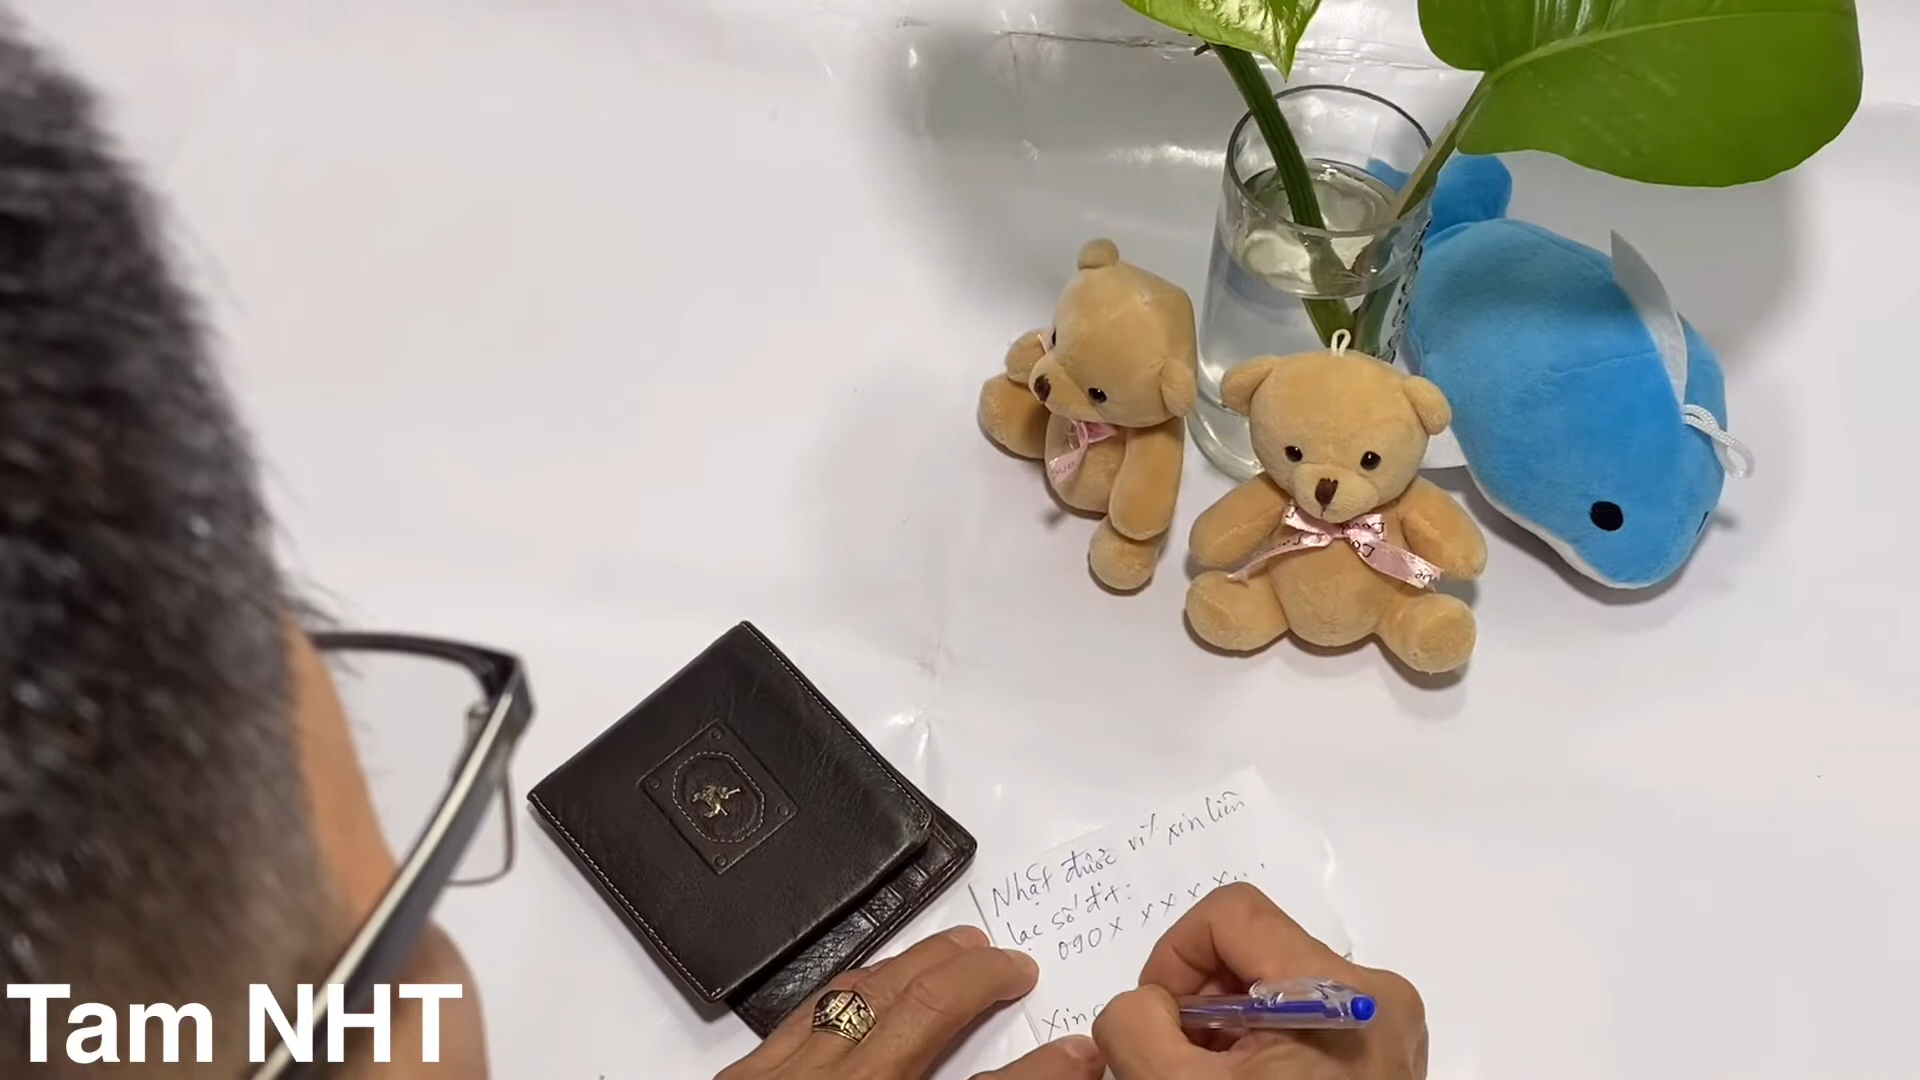 Nhặt được ví xin liên
lạc số đt:
090x x x x x...
Xin
Tam NHT